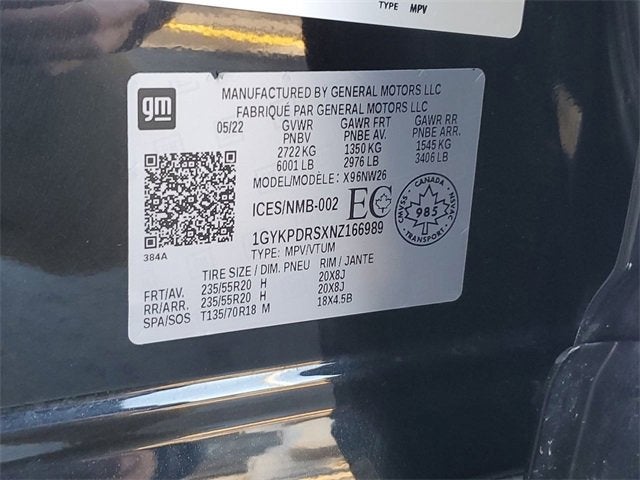 TYPE MPV
gm
MANUFACTURED BY GENERAL MOTORS LLC
FABRIQUÉ PAR GENERAL MOTORS LLC
05/22 GVWR GAWR FRT GAWR RR
PNBV PNBE AV. PNBE ARR.
2722 KG 1350 KG 1545 KG
6001 LB 2976 LB 3406 LB
MODEL/MODÈLE: X96NW26
ICES/NMB-002 EC
CANADA
CMVSS 985 NSVAC
TRANSPORT
1GYKPDRSXNZ166989
TYPE: MPV/VTUM
384A
TIRE SIZE / DIM. PNEU RIM / JANTE
FRT/AV. 235/55R20 H 20X8J
RR/ARR. 235/55R20 H 20X8J
SPA/SOS T135/70R18 M 18X4.5B